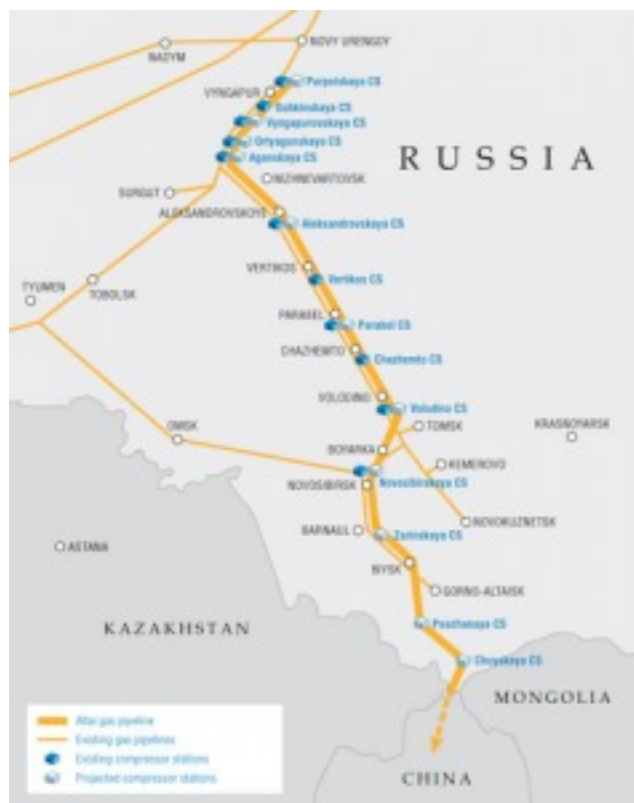 NOVY URENGOY
NADYM
Purpeiskaya CS
VYNGAPUR
Gubkinskaya CS
Vyngapurovskaya CS
Ortyagunskaya CS
Aganskaya CS
RUSSIA
NIZHNEVARTOVSK
SURGUT
ALEKSANDROVSKOYE
Aleksandrovskaya CS
VERTIKOS
Vertikos CS
TYUMEN
TOBOLSK
PARABEL
Parabel CS
CHAZHEMTO
Chazhemto CS
VOLODINO
Volodino CS
OMSK
TOMSK
KRASNOYARSK
BOYARKA
KEMEROVO
NOVOSIBIRSK
Novosibirskaya CS
NOVOKUZNETSK
BARNAUL
Zarinskaya CS
ASTANA
BIYSK
GORNO-ALTAISK
KAZAKHSTAN
Peschanaya CS
Chuyskaya CS
MONGOLIA
CHINA
Altai gas pipeline
Existing gas pipelines
Existing compressor stations
Projected compressor stations